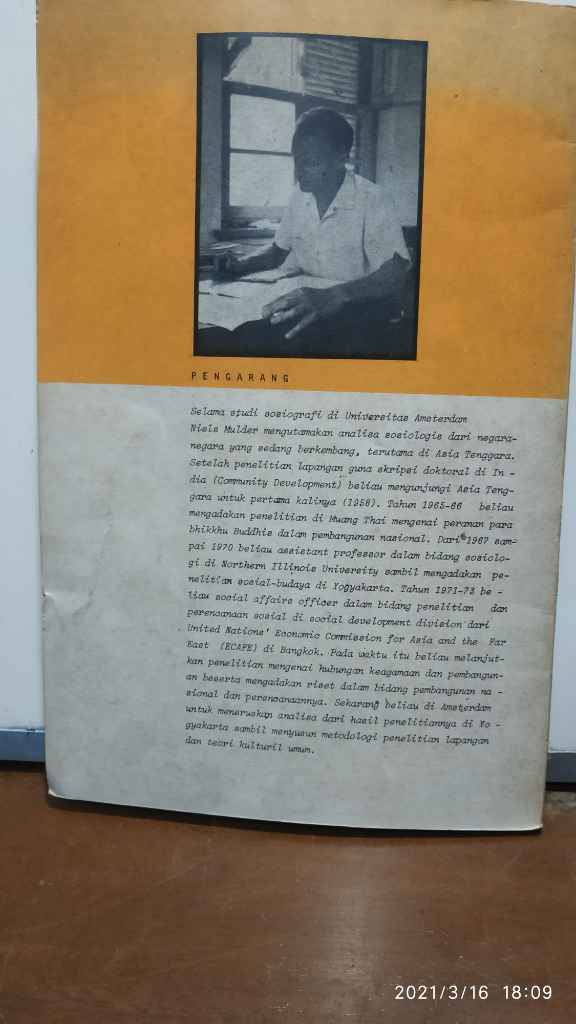 PENGARANG
Selama studi sosiografi di Universitas Amsterdam
Niels Mulder mengutamakan analisa sosiologis dari negara-
negara yang sedang berkembang, terutama di Asia Tenggara.
Setelah penelitian lapangan guna skripsi doktoral di In -
dia (Community Development) beliau mengunjungi Asia Teng-
gara untuk pertama kalinya (1958). Tahun 1965-66 beliau
mengadakan penelitian di Muang Thai mengenai peranan para
bhikkhu Buddhis dalam pembangunan nasional. Dari 1967 sam-
pai 1970 beliau assistant professor dalam bidang sosiolo-
gi di Northern Illinois University sambil mengadakan pe-
nelitian sosial-budaya di Yogyakarta. Tahun 1971-73 be -
liau social affairs officer dalam bidang penelitian dan
perencanaan sosial di social development division dari
United Nations' Economic Commission for Asia and the Far
East (ECAFE) di Bangkok. Pada waktu itu beliau melanjut-
kan penelitian mengenai hubungan keagamaan dan pembangun-
an beserta mengadakan riset dalam bidang pembangunan na -
sional dan perencanaannya. Sekarang beliau di Amsterdam
untuk meneruskan analisa dari hasil penelitiannya di Yo -
gyakarta sambil menyusun metodologi penelitian lapangan
dan teori kulturil umum.
2021/3/16 18:09